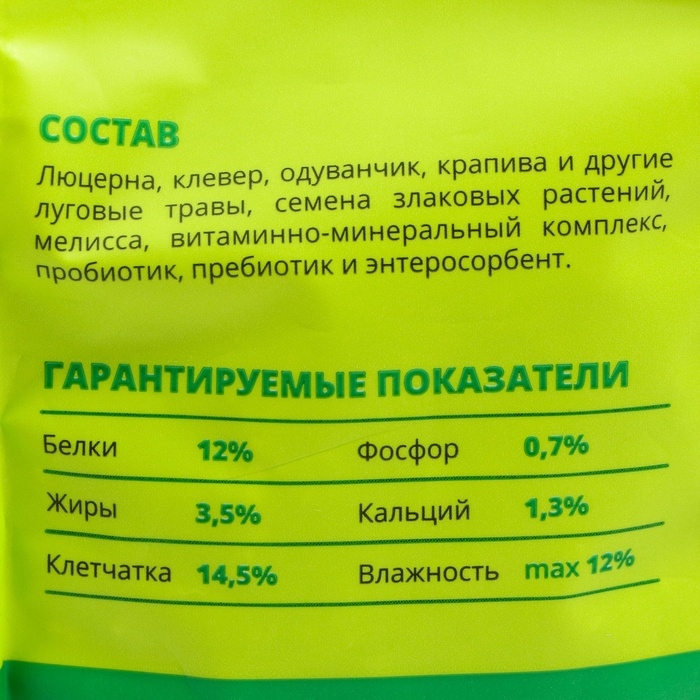 СОСТАВ
Люцерна, клевер, одуванчик, крапива и другие
луговые травы, семена злаковых растений,
мелисса, витаминно-минеральный комплекс,
пробиотик, пребиотик и энтеросорбент.
ГАРАНТИРУЕМЫЕ ПОКАЗАТЕЛИ
Белки 12% Фосфор 0,7%
Жиры 3,5% Кальций 1,3%
Клетчатка 14,5% Влажность max 12%